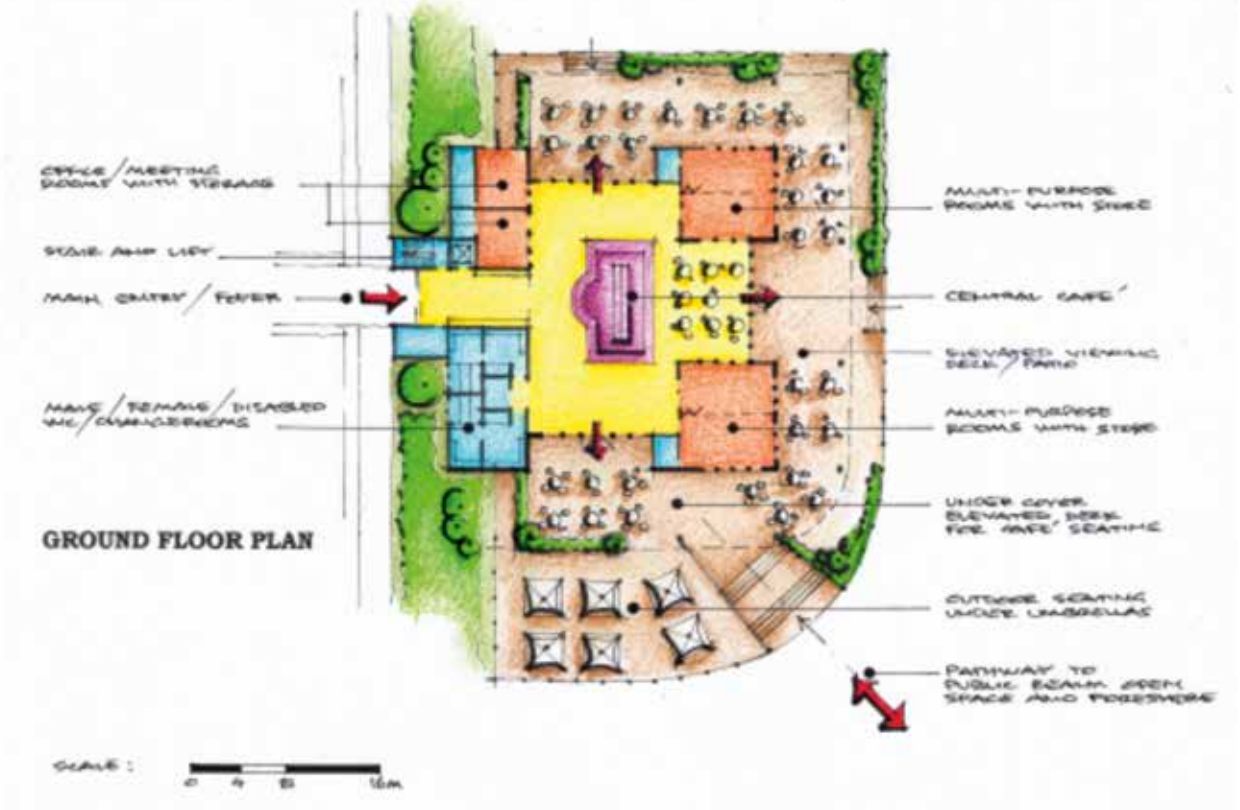 OFFICE/MEETING
ROOMS WITH STORAGE
STAIR AND LIFT
MAIN ENTRY/FOYER
MALE/FEMALE/DISABLED
WC/CHANGEROOMS
GROUND FLOOR PLAN
SCALE:
0 4 8 16m
MULTI-PURPOSE
ROOMS WITH STORE
CENTRAL CAFE'
ELEVATED VIEWING
DECK/PATIO
MULTI-PURPOSE
ROOMS WITH STORE
UNDER COVER
ELEVATED DECK
FOR CAFE' SEATING
OUTDOOR SEATING
UNDER UMBRELLAS
PATHWAY TO
PUBLIC REALM OPEN
SPACE AND FORESHORE